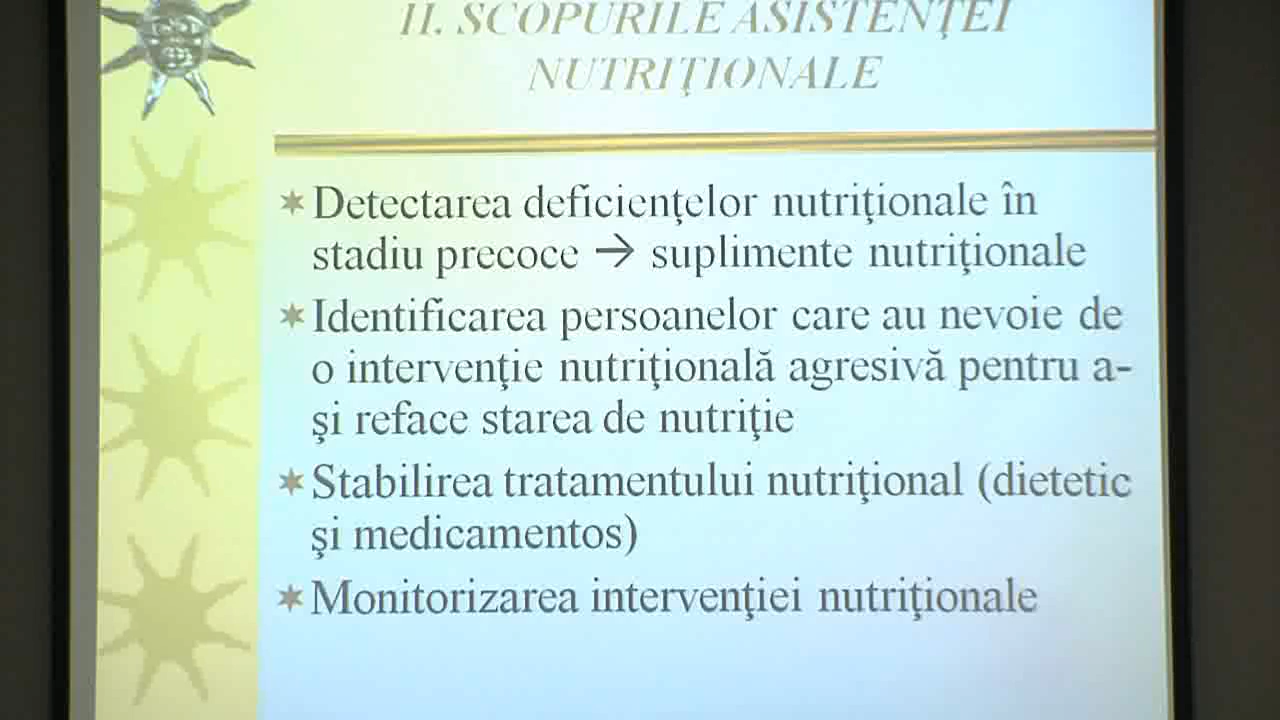 II. SCOPURILE ASISTENŢEI
NUTRIŢIONALE
Detectarea deficienţelor nutriţionale în
stadiu precoce → suplimente nutriţionale
Identificarea persoanelor care au nevoie de
o intervenţie nutriţională agresivă pentru a-
şi reface starea de nutriţie
Stabilirea tratamentului nutriţional (dietetic
şi medicamentos)
Monitorizarea intervenţiei nutriţionale